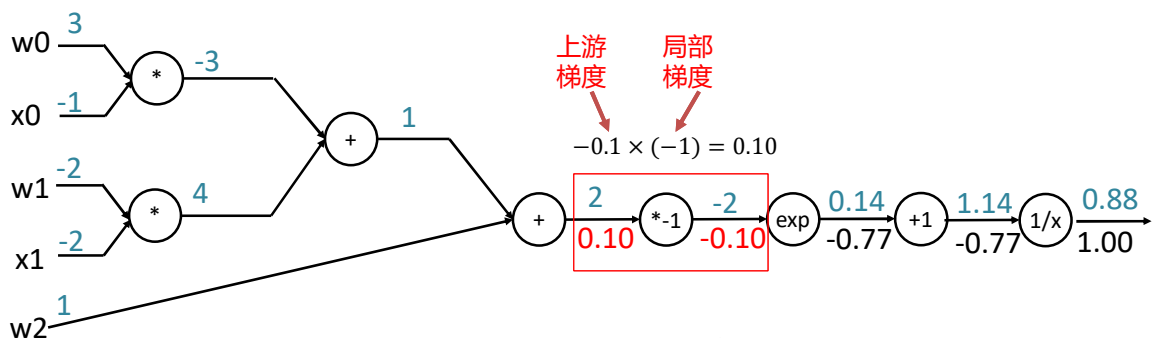 w0
3
x0
-1
*
-3
w1
-2
x1
-2
*
4
+
1
w2
1
上游
梯度
局部
梯度
−0.1 × (−1) = 0.10
+
2
0.10
*-1
-2
-0.10
exp
0.14
-0.77
+1
1.14
-0.77
1/x
0.88
1.00